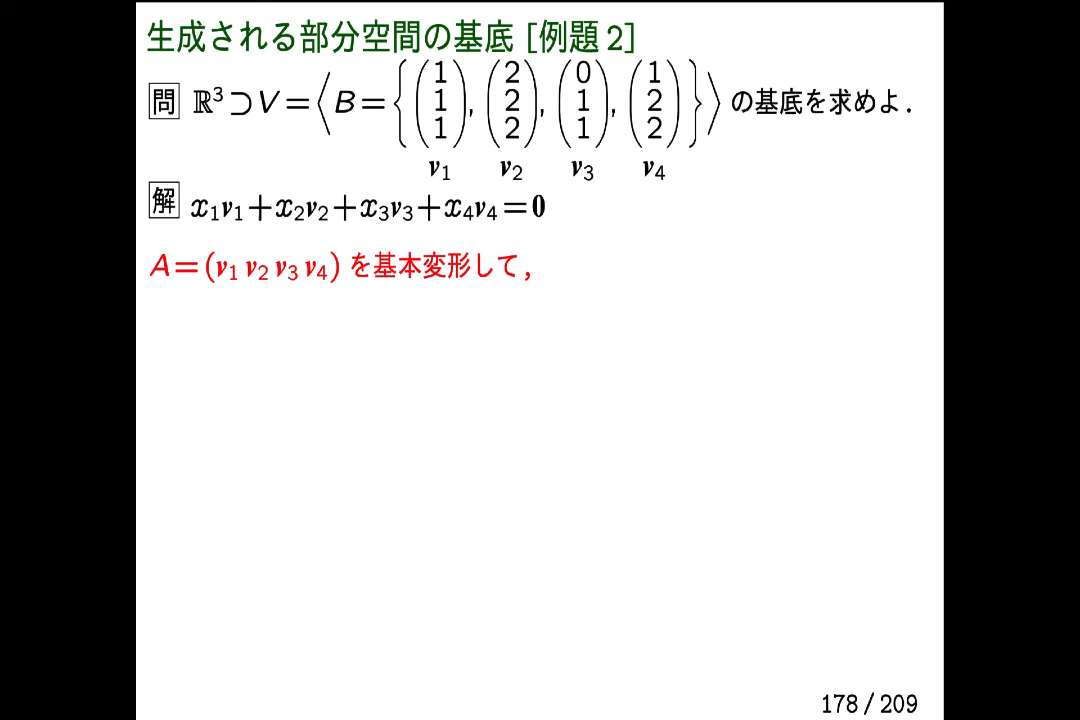 生成される部分空間の基底 [例題 2]
問 ℝ³ ⊃ V = ⟨ B = { (1 1 1), (2 2 2), (0 1 1), (1 2 2) } ⟩ の基底を求めよ.
v₁ v₂ v₃ v₄
解 x₁v₁ + x₂v₂ + x₃v₃ + x₄v₄ = 0
A = (v₁ v₂ v₃ v₄) を基本変形して,
178 / 209